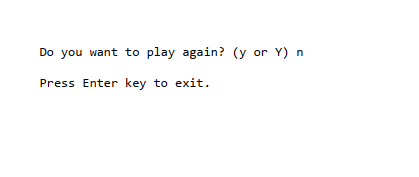 Do you want to play again? (y or Y) n
Press Enter key to exit.